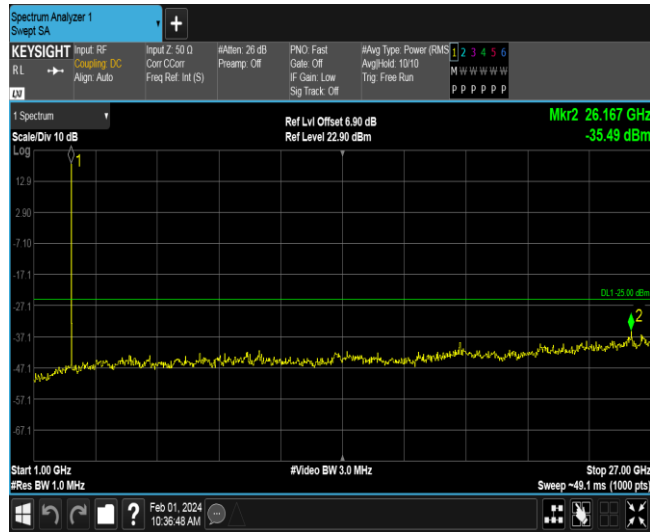 Spectrum Analyzer 1
Swept SA
+
KEYSIGHT
RL
LXI
Input: RF
Coupling: DC
Align: Auto
Input Z: 50 Ω
Corr CCorr
Freq Ref: Int (S)
#Atten: 26 dB
Preamp: Off
PNO: Fast
Gate: Off
IF Gain: Low
Sig Track: Off
#Avg Type: Power (RMS
Avg|Hold: 10/10
Trig: Free Run
1 2 3 4 5 6
M W W W W W
P P P P P P
1 Spectrum
Scale/Div 10 dB
Log
Ref Lvl Offset 6.90 dB
Ref Level 22.90 dBm
Mkr2 26.167 GHz
-35.49 dBm
1
12.9
2.90
-7.10
-17.1
DL1 -25.00 dBm
-27.1
2
-37.1
-47.1
-57.1
-67.1
Start 1.00 GHz
#Res BW 1.0 MHz
#Video BW 3.0 MHz
Stop 27.00 GHz
Sweep ~49.1 ms (1000 pts)
?
Feb 01, 2024
10:36:48 AM